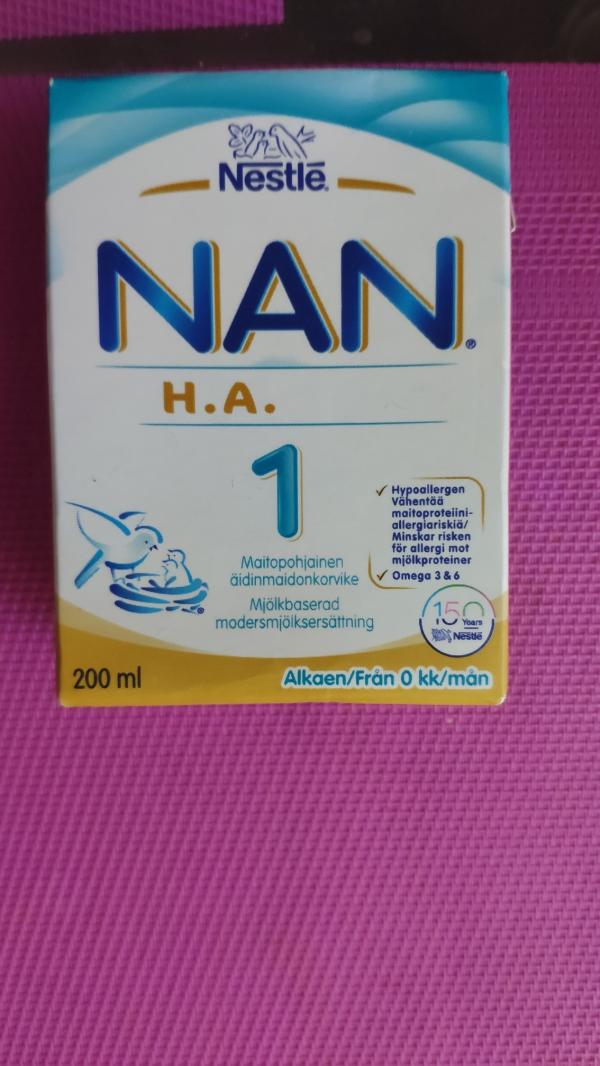 Nestlé®
NAN®
H.A.
1
✓ Hypoallergen
Vähentää
maitoproteiini-
allergiariskiä/
Minskar risken
för allergi mot
mjölkproteiner
✓ Omega 3 & 6
Maitopohjainen
äidinmaidonkorvike
Mjölkbaserad
modersmjölksersättning
150
Years
Nestlé
200 ml
Alkaen/Från 0 kk/mån